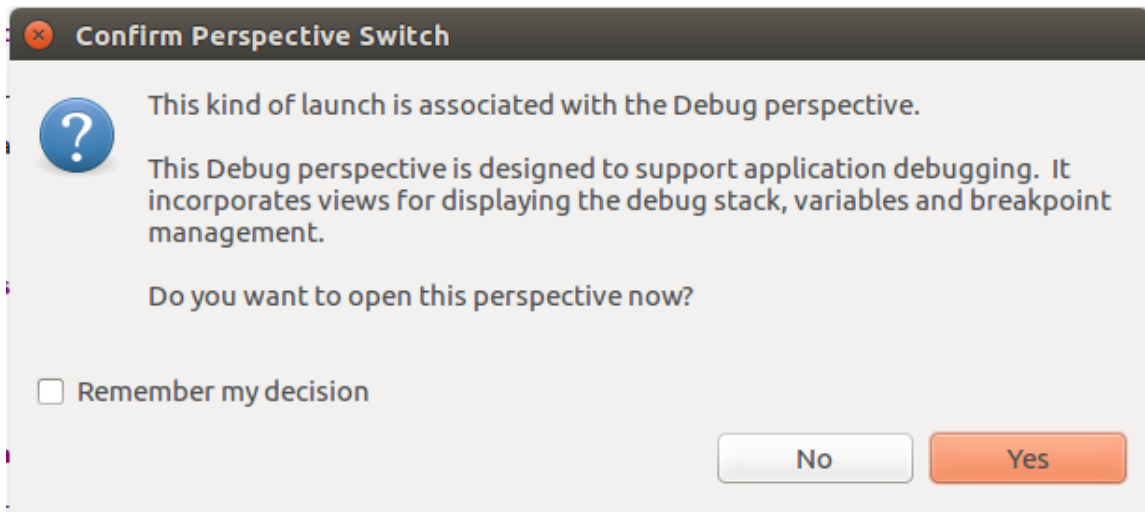 Confirm Perspective Switch
This kind of launch is associated with the Debug perspective.
This Debug perspective is designed to support application debugging.  It
incorporates views for displaying the debug stack, variables and breakpoint
management.
Do you want to open this perspective now?
Remember my decision
No
Yes